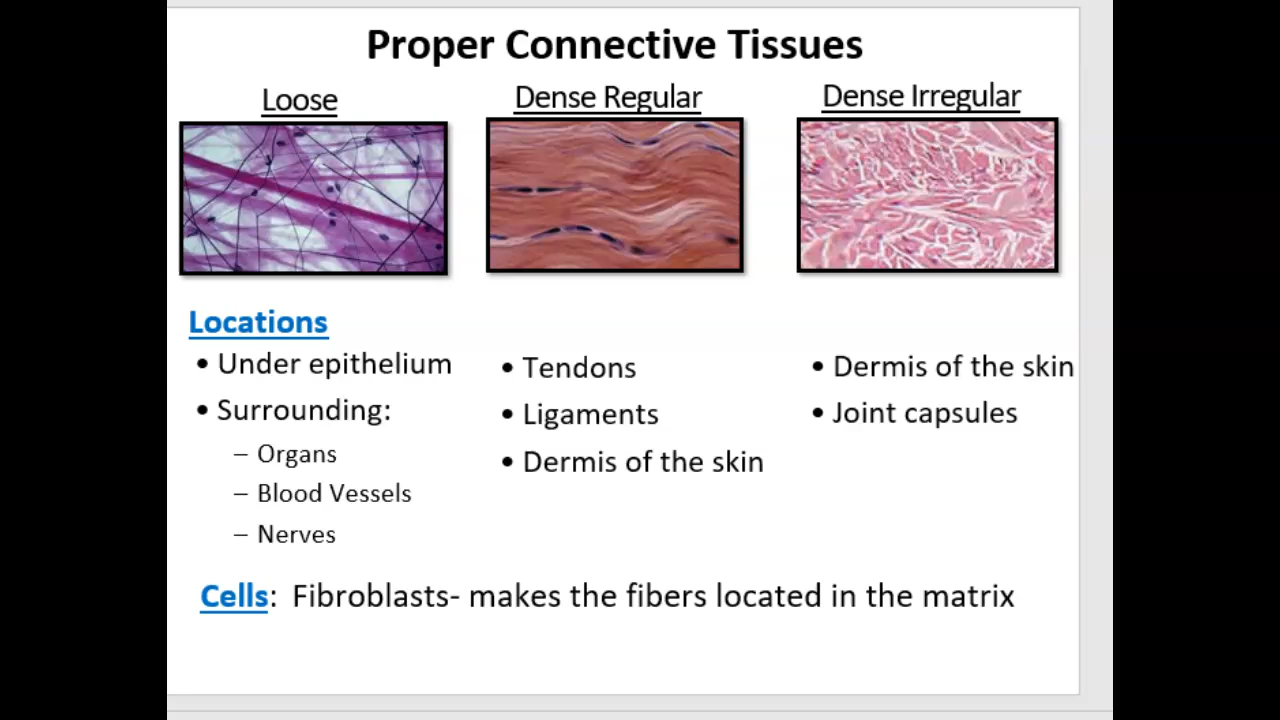 Proper Connective Tissues
Loose
Dense Regular
Dense Irregular
Locations
• Under epithelium
• Surrounding:
– Organs
– Blood Vessels
– Nerves
• Tendons
• Ligaments
• Dermis of the skin
• Dermis of the skin
• Joint capsules
Cells: Fibroblasts- makes the fibers located in the matrix